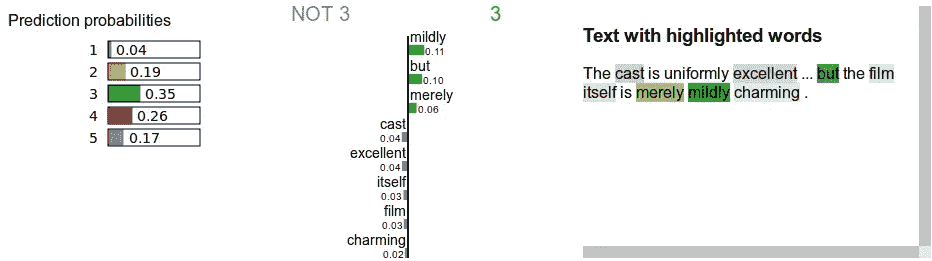 Prediction probabilities
1 0.04
2 0.19
3 0.35
4 0.26
5 0.17
NOT 3 3
mildly
0.11
but
0.10
merely
0.06
cast
0.04
excellent
0.04
itself
0.03
film
0.03
charming
0.02
Text with highlighted words
The cast is uniformly excellent ... but the film
itself is merely mildly charming .